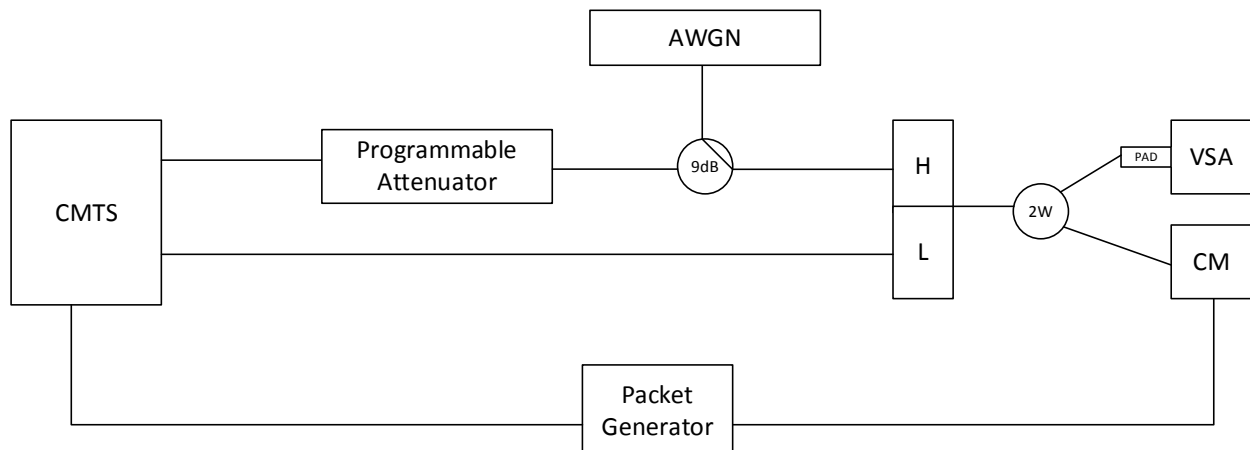 AWGN
Programmable
Attenuator
9dB
H
PAD
VSA
CMTS
2W
L
CM
Packet
Generator